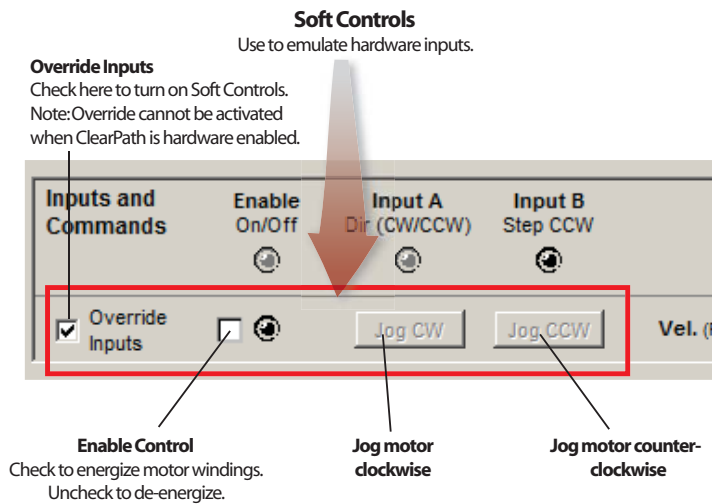 Soft Controls
Use to emulate hardware inputs.
Override Inputs
Check here to turn on Soft Controls.
Note: Override cannot be activated
when ClearPath is hardware enabled.
Inputs and
Commands
Enable
On/Off
Input A
Dir (CW/CCW)
Input B
Step CCW
Override
Inputs
Jog CW
Jog CCW
Vel. (
Enable Control
Check to energize motor windings.
Uncheck to de-energize.
Jog motor
clockwise
Jog motor counter-
clockwise